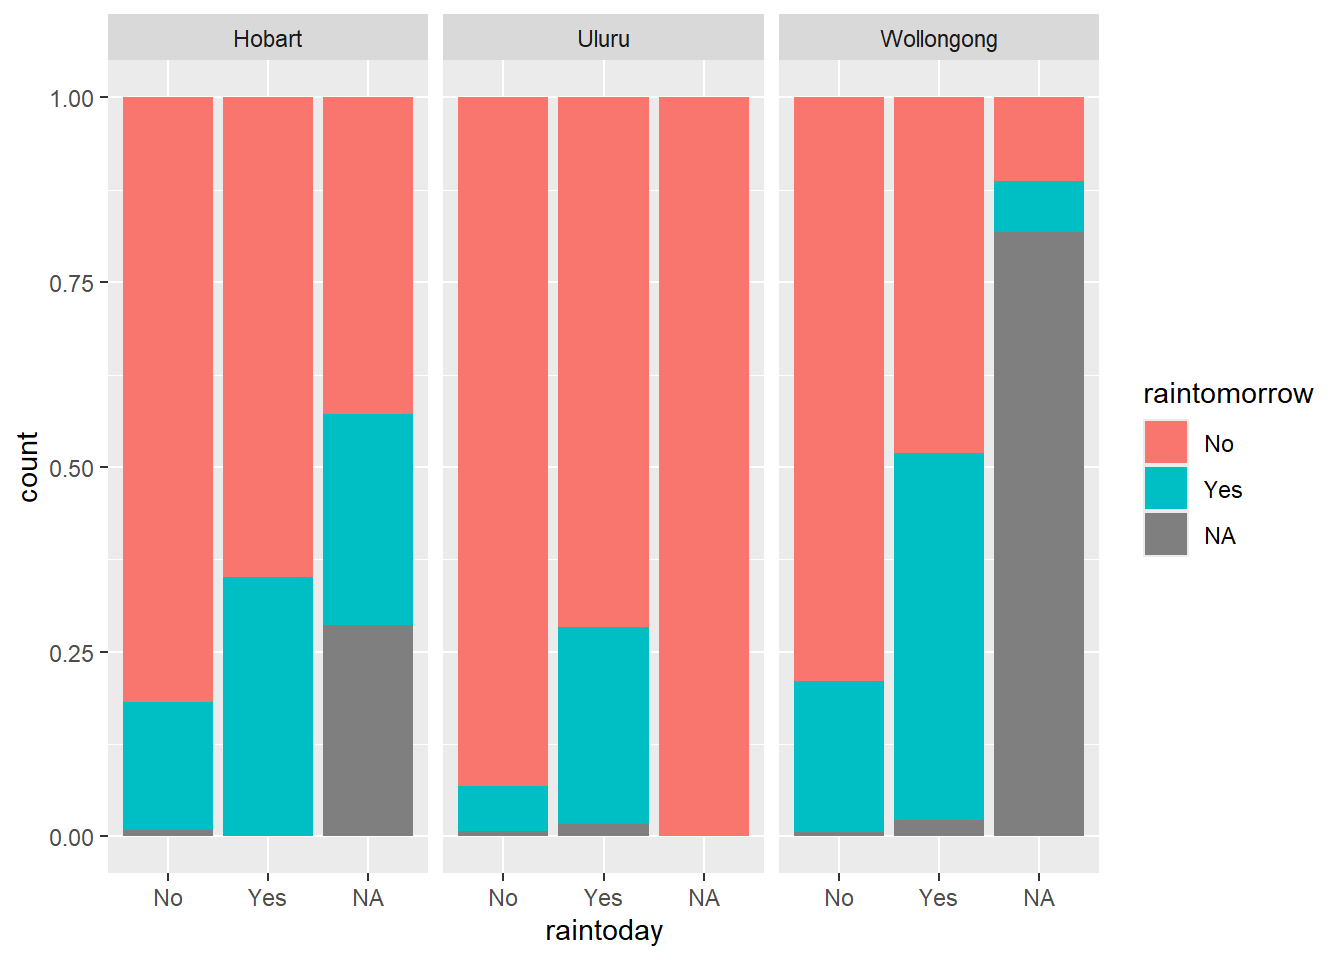 Hobart
Uluru
Wollongong
1.00
0.75
0.50
0.25
0.00
count
No Yes NA
No Yes NA
No Yes NA
raintoday
raintomorrow
No
Yes
NA